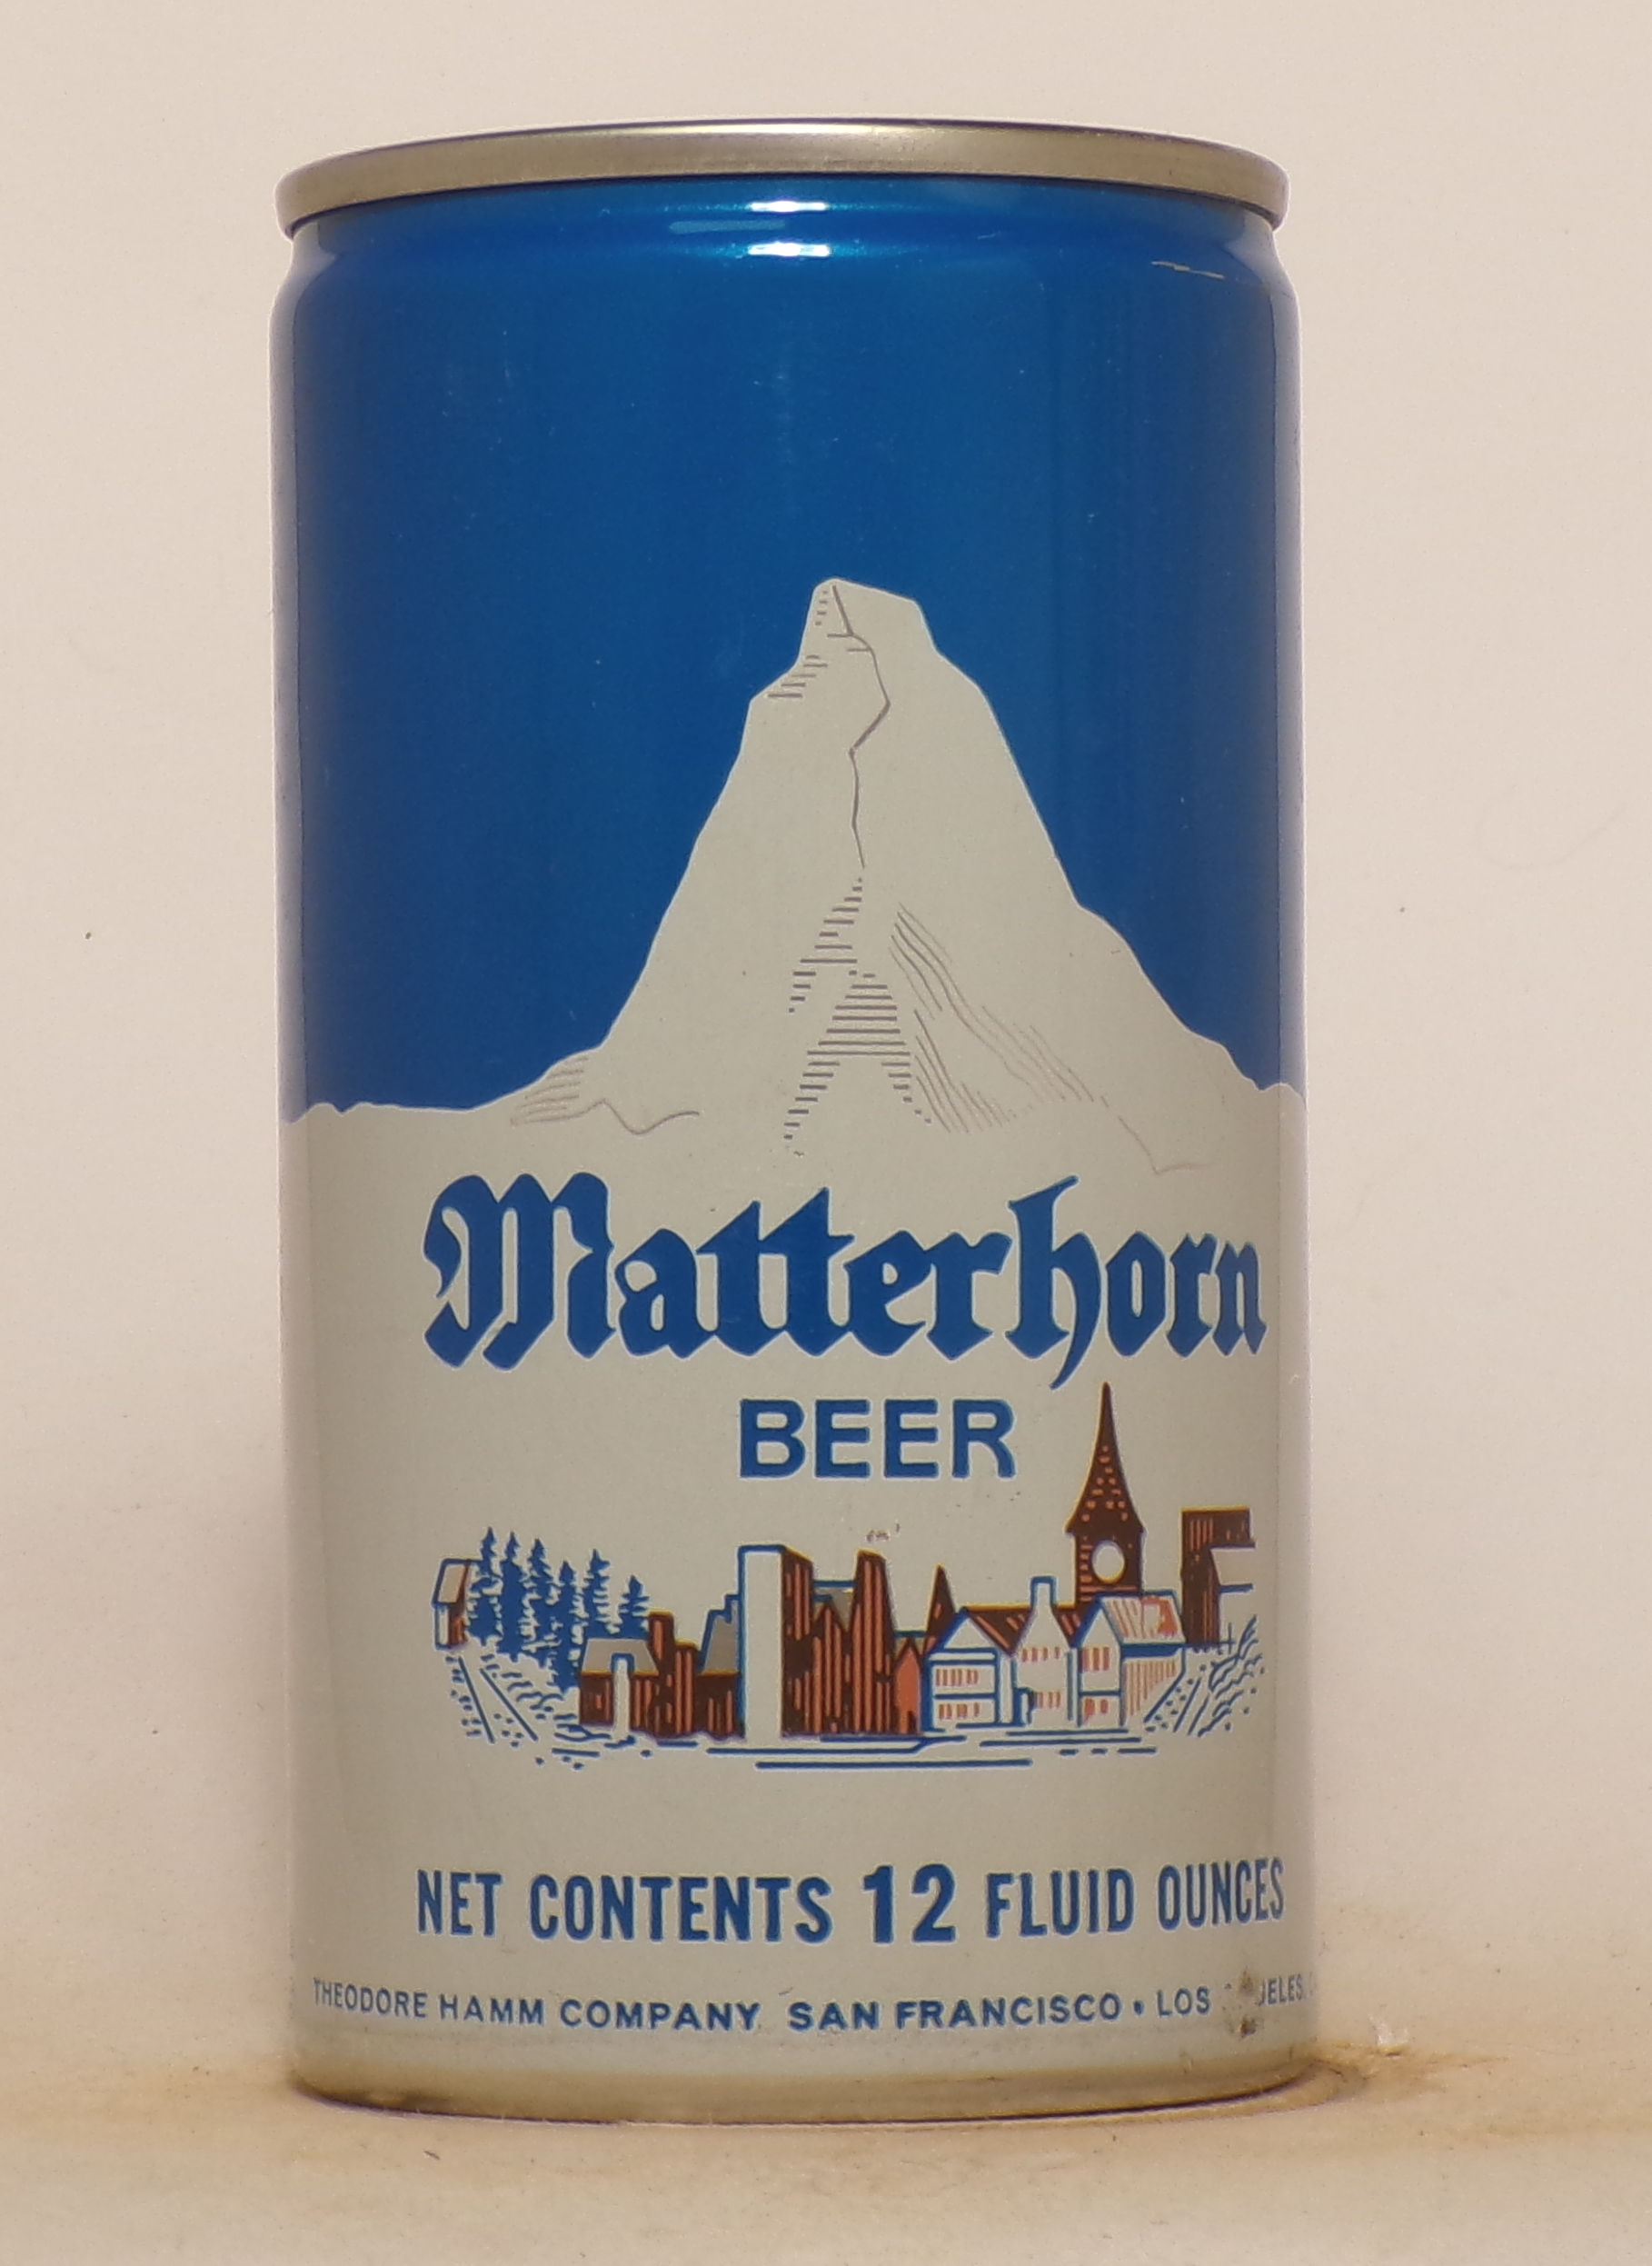 Matterhorn
BEER
NET CONTENTS 12 FLUID OUNCES
THEODORE HAMM COMPANY SAN FRANCISCO • LOS